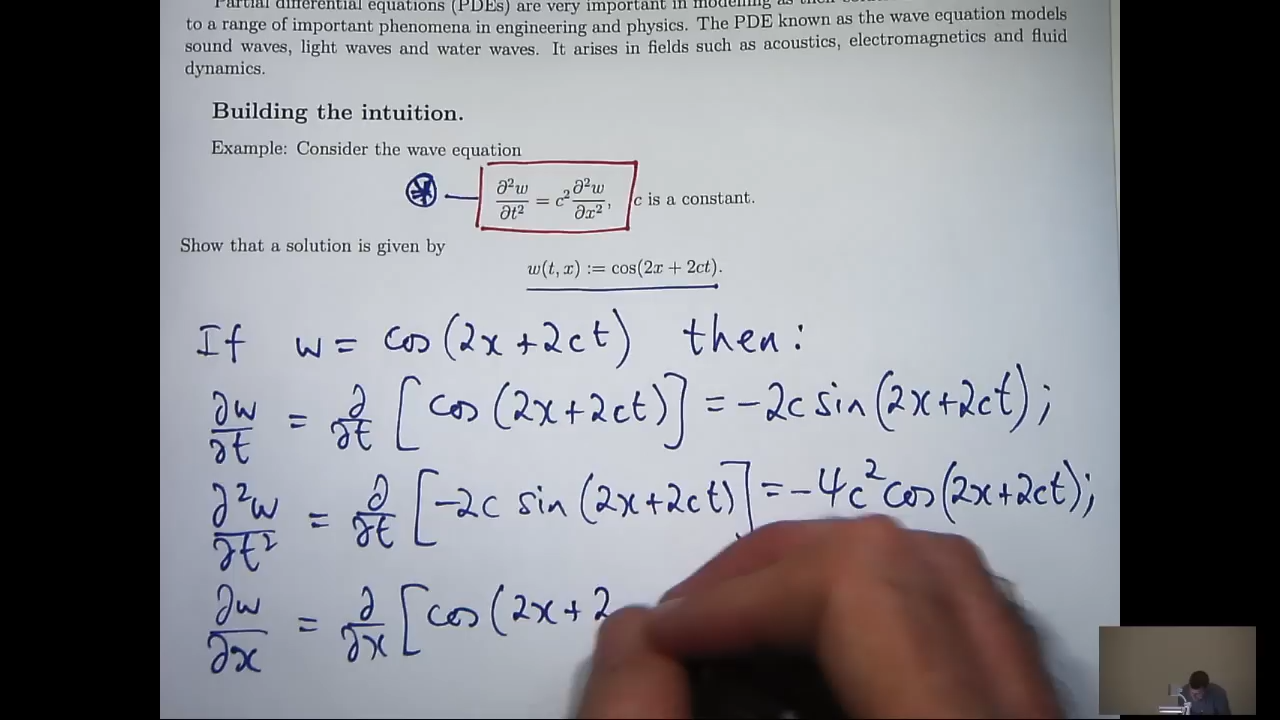 Partial differential equations (PDEs) are very important in modelling as their
to a range of important phenomena in engineering and physics. The PDE known as the wave equation models
sound waves, light waves and water waves. It arises in fields such as acoustics, electromagnetics and fluid
dynamics.
Building the intuition.
Example: Consider the wave equation
∂²w/∂t² = c² ∂²w/∂x², c is a constant.
Show that a solution is given by
w(t, x) := cos(2x + 2ct).
If w = cos(2x+2ct) then:
∂w/∂t = ∂/∂t [cos(2x+2ct)] = -2c sin(2x+2ct);
∂²w/∂t² = ∂/∂t [-2c sin(2x+2ct)] = -4c² cos(2x+2ct);
∂w/∂x = ∂/∂x [cos(2x+2